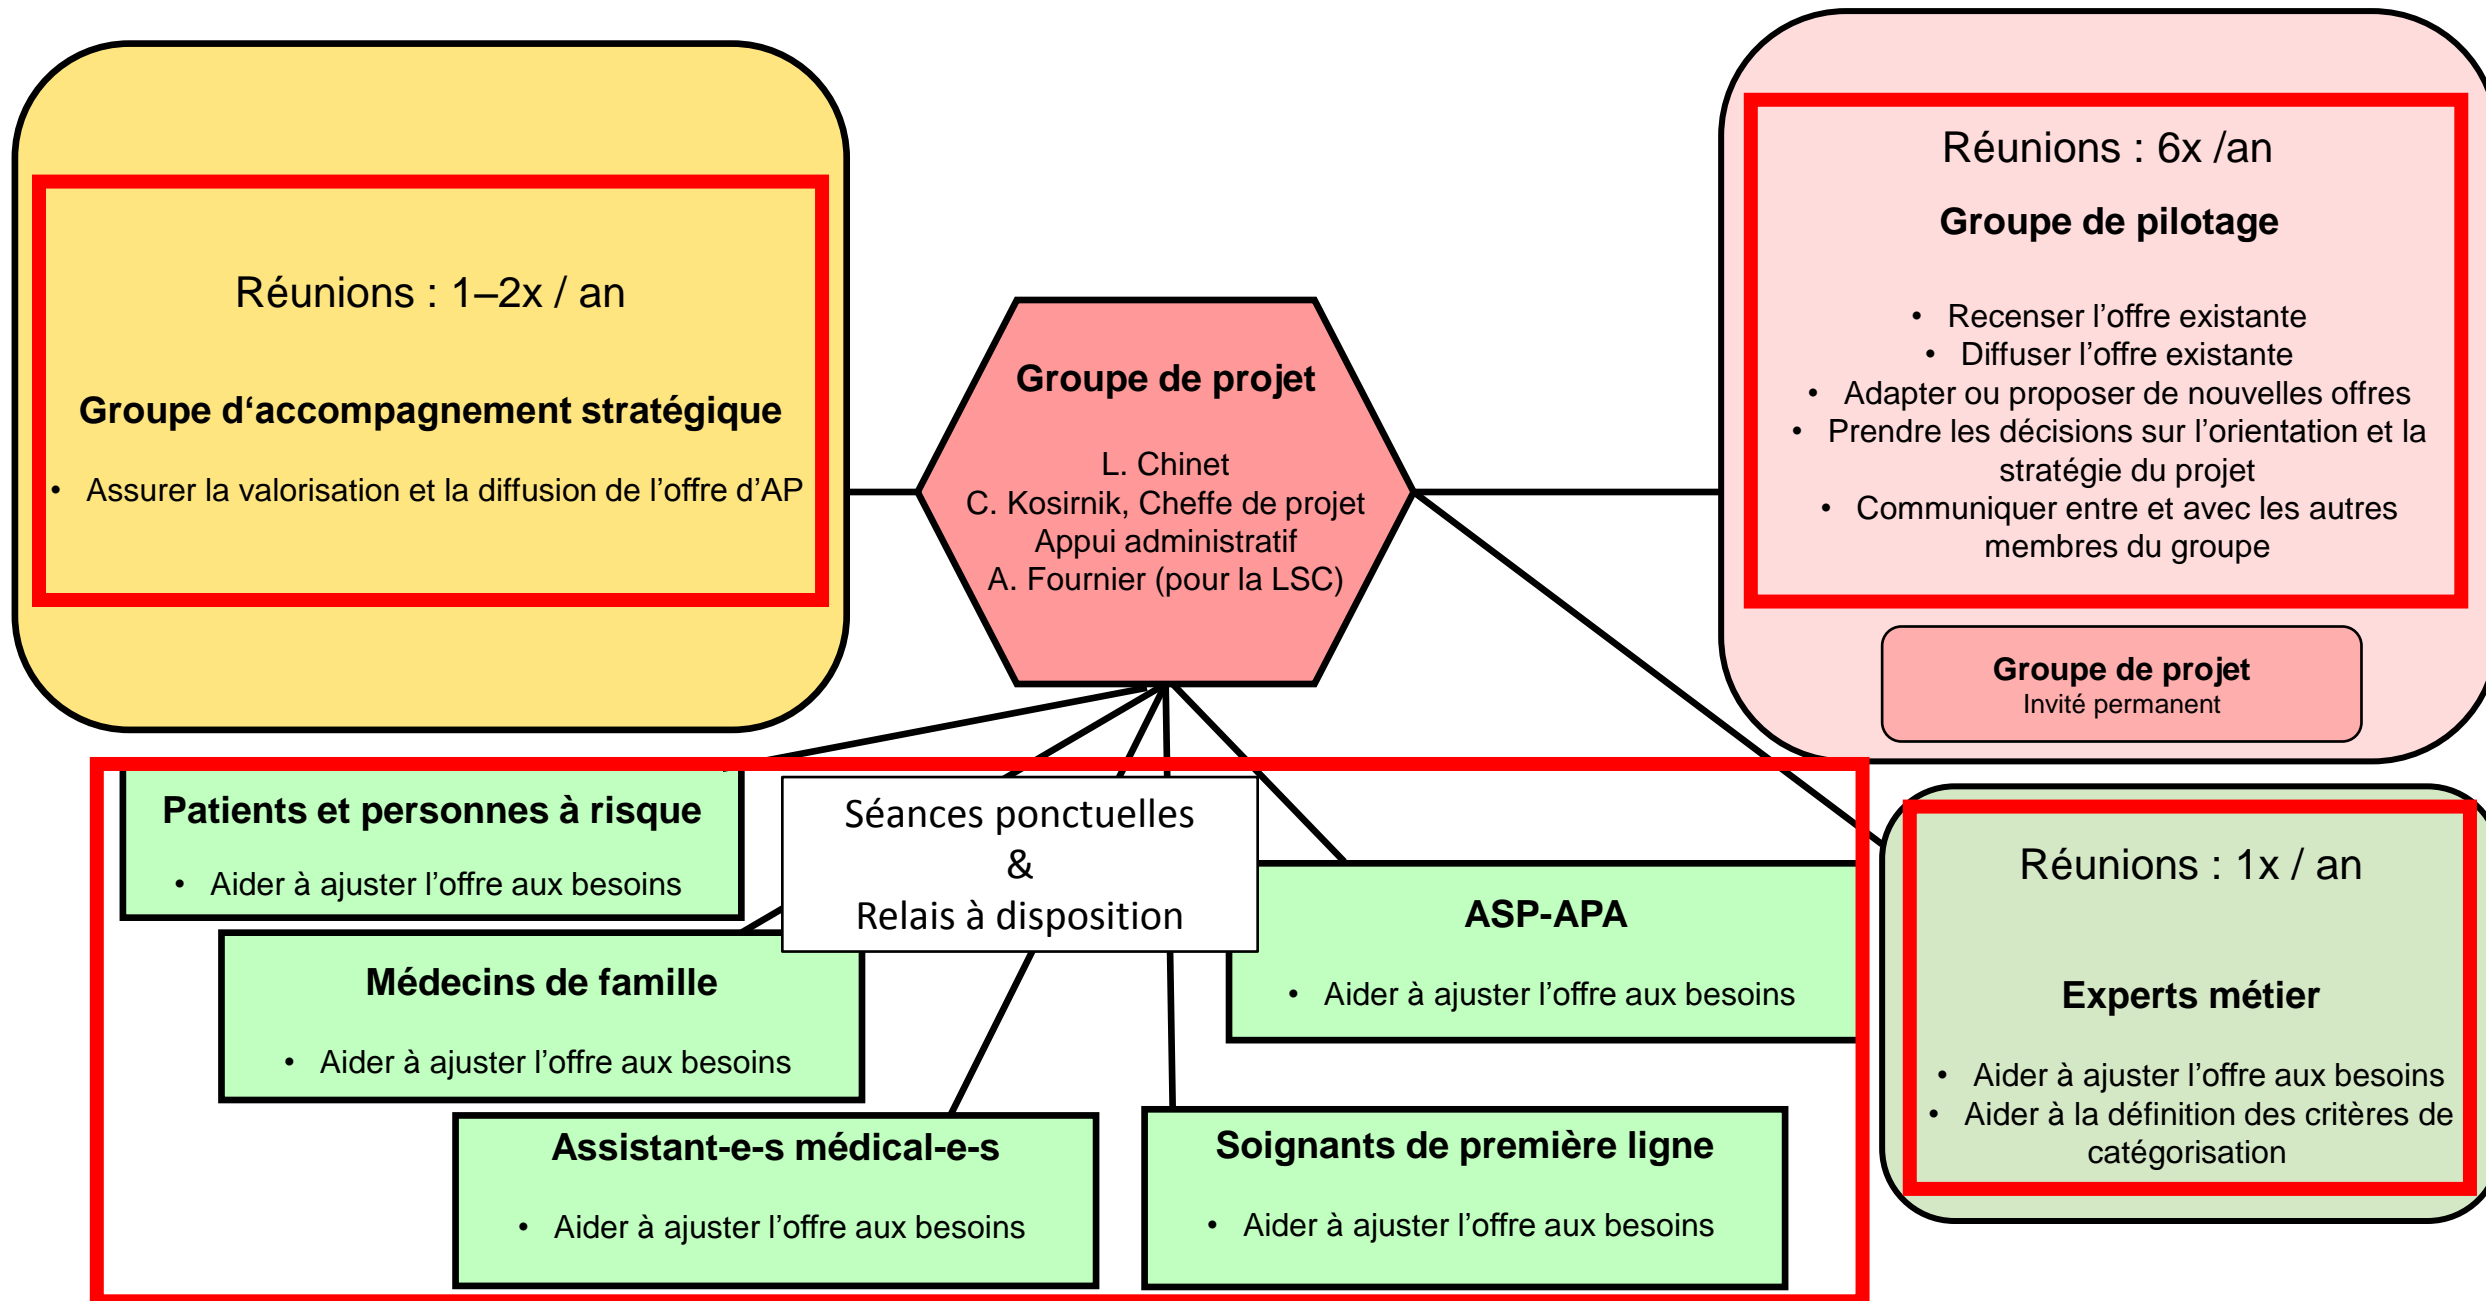 Réunions : 1–2x / an
Groupe d‘accompagnement stratégique
• Assurer la valorisation et la diffusion de l’offre d’AP
Groupe de projet
L. Chinet
C. Kosirnik, Cheffe de projet
Appui administratif
A. Fournier (pour la LSC)
Réunions : 6x /an
Groupe de pilotage
• Recenser l’offre existante
• Diffuser l’offre existante
• Adapter ou proposer de nouvelles offres
• Prendre les décisions sur l’orientation et la
stratégie du projet
• Communiquer entre et avec les autres
membres du groupe
Groupe de projet
Invité permanent
Patients et personnes à risque
• Aider à ajuster l’offre aux besoins
Séances ponctuelles
&
Relais à disposition
Médecins de famille
• Aider à ajuster l’offre aux besoins
ASP-APA
• Aider à ajuster l’offre aux besoins
Assistant-e-s médical-e-s
• Aider à ajuster l’offre aux besoins
Soignants de première ligne
• Aider à ajuster l’offre aux besoins
Réunions : 1x / an
Experts métier
• Aider à ajuster l’offre aux besoins
• Aider à la définition des critères de
catégorisation